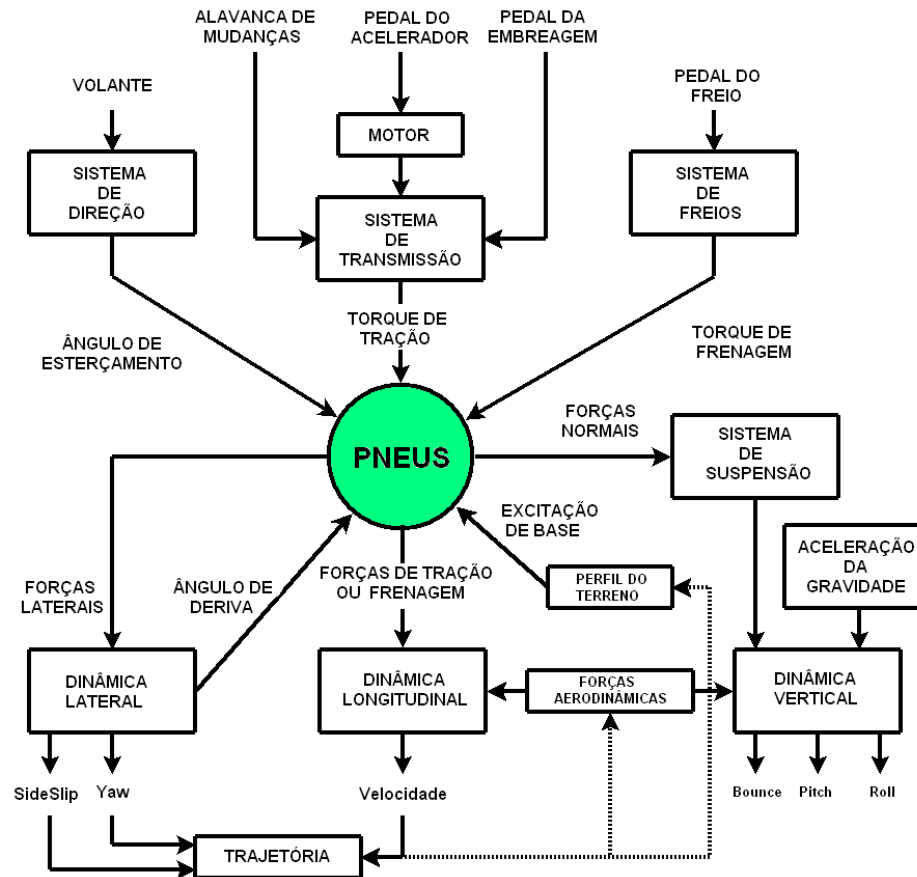 ALAVANCA DE
MUDANÇAS
PEDAL DO
ACELERADOR
PEDAL DA
EMBREAGEM
VOLANTE
PEDAL DO
FREIO
MOTOR
SISTEMA
DE
DIREÇÃO
SISTEMA
DE
TRANSMISSÃO
SISTEMA
DE
FREIOS
ÂNGULO DE
ESTERÇAMENTO
TORQUE DE
TRAÇÃO
TORQUE DE
FRENAGEM
FORÇAS
NORMAIS
PNEUS
SISTEMA
DE
SUSPENSÃO
EXCITAÇÃO
DE BASE
ACELERAÇÃO
DA
GRAVIDADE
FORÇAS
LATERAIS
ÂNGULO DE
DERIVA
FORÇAS DE TRAÇÃO
OU FRENAGEM
PERFIL DO
TERRENO
DINÂMICA
LATERAL
DINÂMICA
LONGITUDINAL
FORÇAS
AERODINÂMICAS
DINÂMICA
VERTICAL
SideSlip
Yaw
Velocidade
Bounce
Pitch
Roll
TRAJETÓRIA